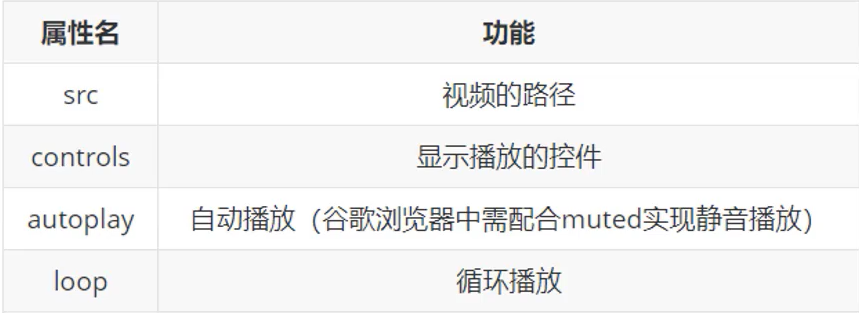 属性名 功能
src 视频的路径
controls 显示播放的控件
autoplay 自动播放（谷歌浏览器中需配合muted实现静音播放）
loop 循环播放